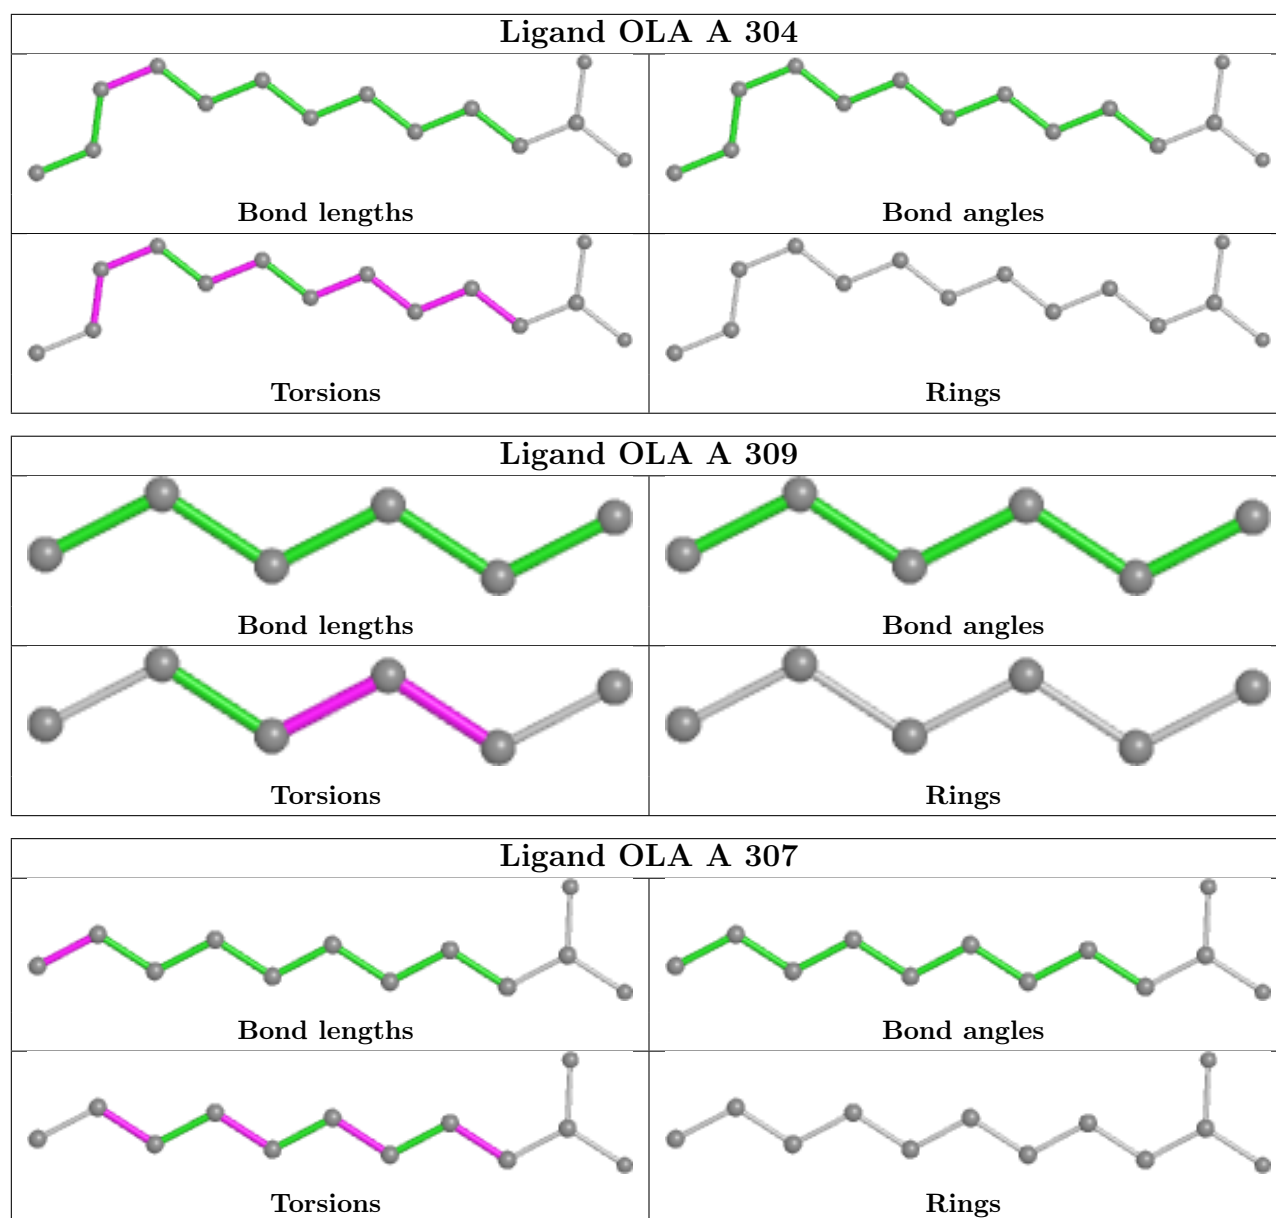 Ligand OLA A 304
Bond lengths
Bond angles
Torsions
Rings
Ligand OLA A 309
Bond lengths
Bond angles
Torsions
Rings
Ligand OLA A 307
Bond lengths
Bond angles
Torsions
Rings